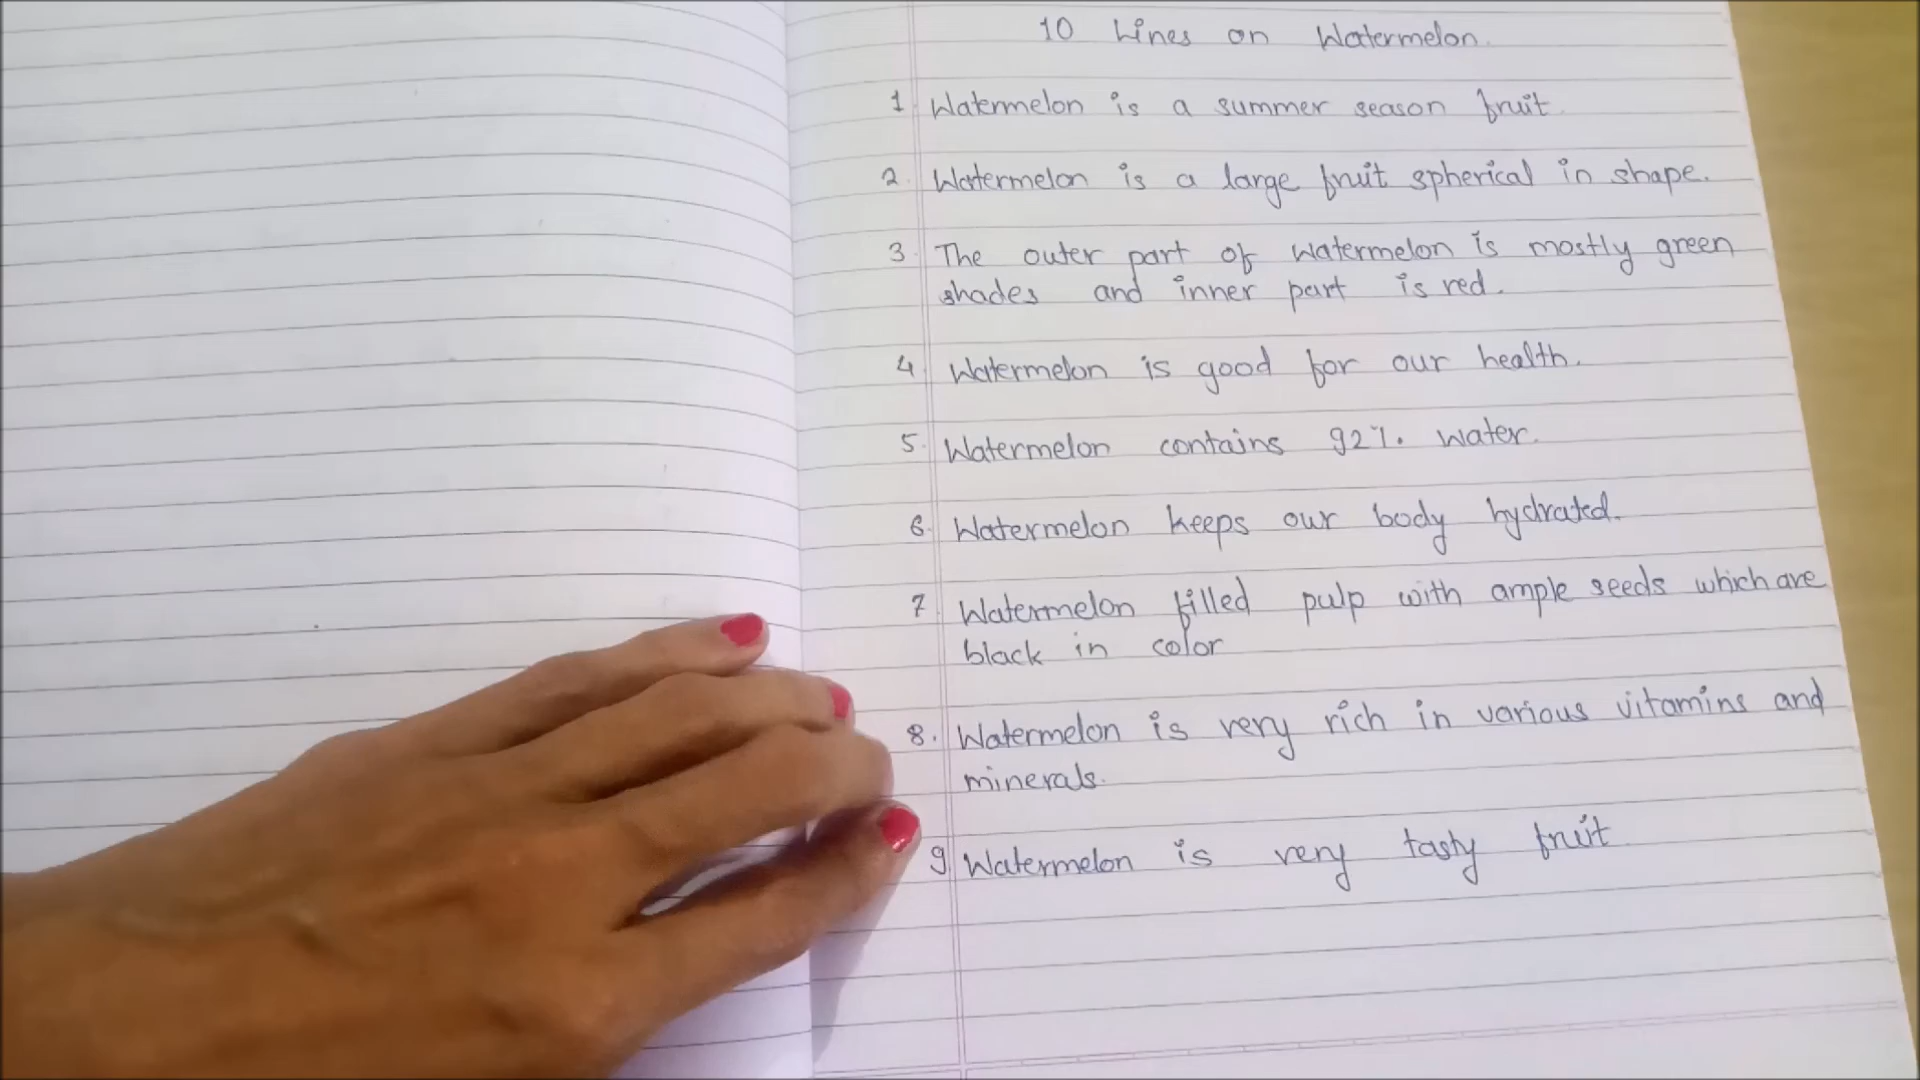 10 Lines on Watermelon.
1. Watermelon is a summer season fruit.
2. Watermelon is a large fruit spherical in shape.
3. The outer part of watermelon is mostly green
shades and inner part is red.
4. Watermelon is good for our health.
5. Watermelon contains 92%. water.
6. Watermelon keeps our body hydrated.
7. Watermelon filled pulp with ample seeds which are
black in color
8. Watermelon is very rich in various vitamins and
minerals.
9 Watermelon is very tasty fruit